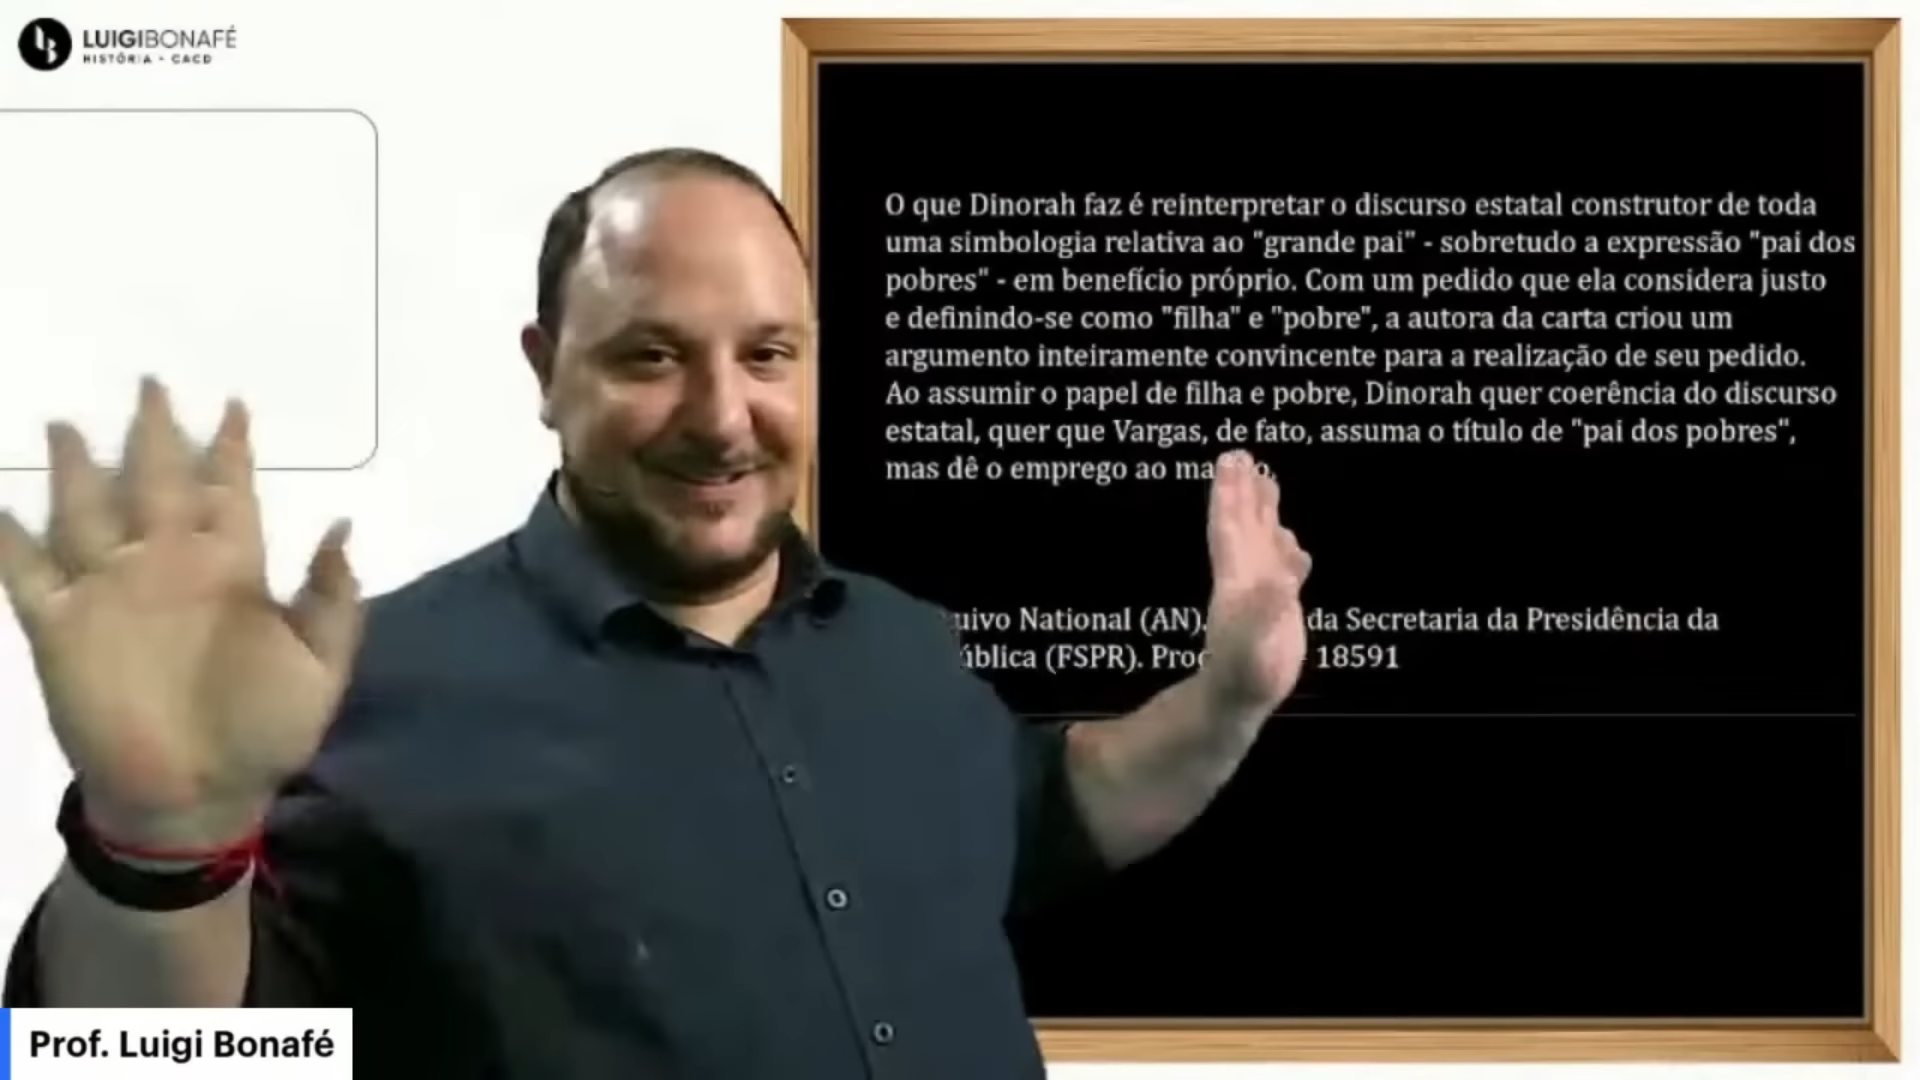 LUIGIBONAFÉ
HISTÓRIA - CACD
O que Dinorah faz é reinterpretar o discurso estatal construtor de toda
uma simbologia relativa ao "grande pai" - sobretudo a expressão "pai dos
pobres" - em benefício próprio. Com um pedido que ela considera justo
e definindo-se como "filha" e "pobre", a autora da carta criou um
argumento inteiramente convincente para a realização de seu pedido.
Ao assumir o papel de filha e pobre, Dinorah quer coerência do discurso
estatal, quer que Vargas, de fato, assuma o título de "pai dos pobres",
mas dê o emprego ao
National (AN). da Secretaria da Presidência da
(FSPR). 18591
Prof. Luigi Bonafé